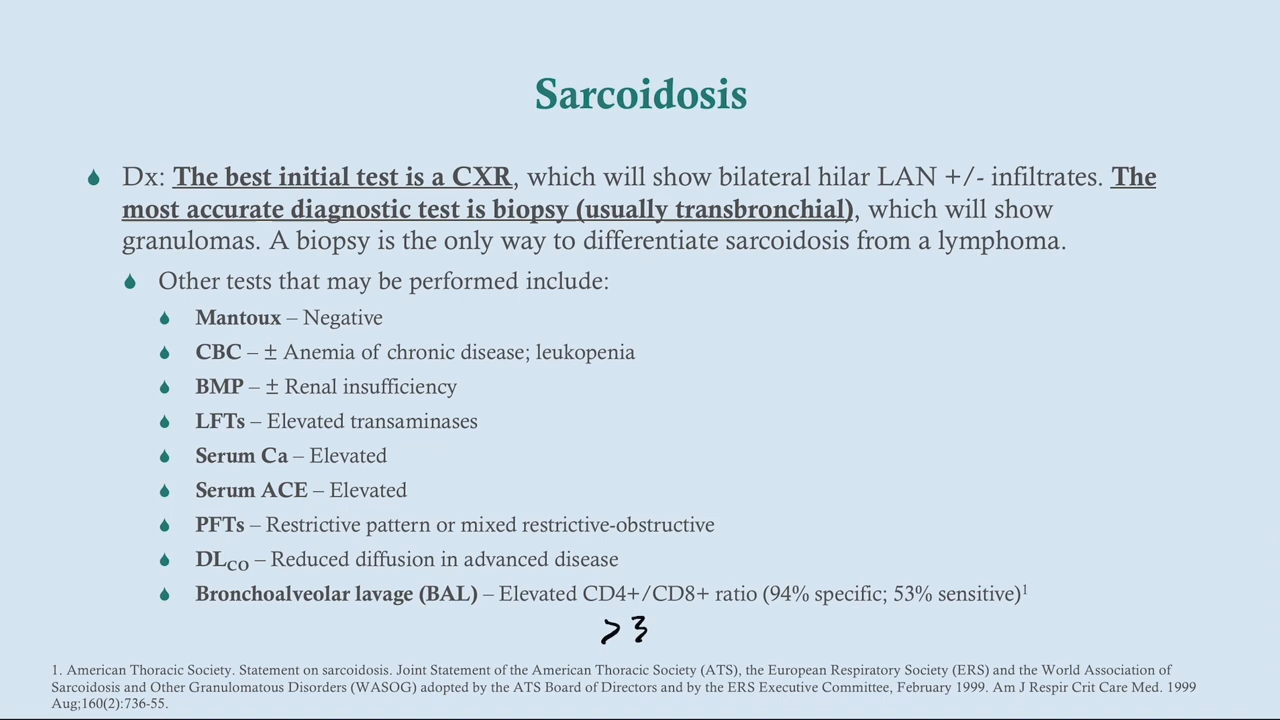 Sarcoidosis
Dx: The best initial test is a CXR, which will show bilateral hilar LAN +/- infiltrates. The
most accurate diagnostic test is biopsy (usually transbronchial), which will show
granulomas. A biopsy is the only way to differentiate sarcoidosis from a lymphoma.
Other tests that may be performed include:
Mantoux – Negative
CBC – ± Anemia of chronic disease; leukopenia
BMP – ± Renal insufficiency
LFTs – Elevated transaminases
Serum Ca – Elevated
Serum ACE – Elevated
PFTs – Restrictive pattern or mixed restrictive-obstructive
DLCO – Reduced diffusion in advanced disease
Bronchoalveolar lavage (BAL) – Elevated CD4+/CD8+ ratio (94% specific; 53% sensitive)¹
> 3
1. American Thoracic Society. Statement on sarcoidosis. Joint Statement of the American Thoracic Society (ATS), the European Respiratory Society (ERS) and the World Association of
Sarcoidosis and Other Granulomatous Disorders (WASOG) adopted by the ATS Board of Directors and by the ERS Executive Committee, February 1999. Am J Respir Crit Care Med. 1999
Aug;160(2):736-55.